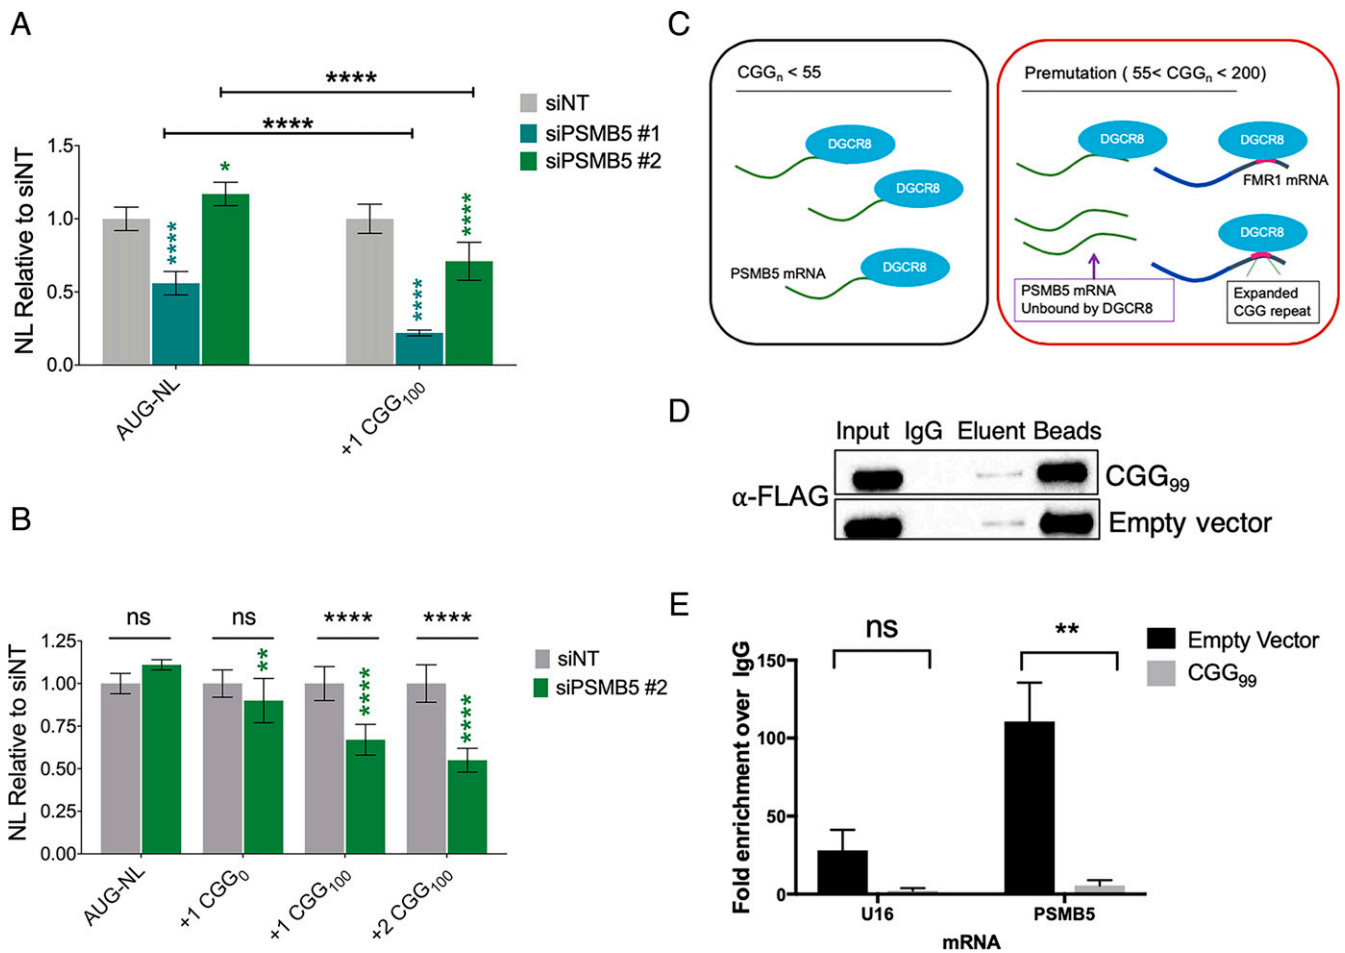 A
****
****
siNT
siPSMB5 #1
siPSMB5 #2
NL Relative to siNT
1.5
1.0
0.5
0.0
****
*
****
****
AUG-NL
+1 CGG100
B
ns
ns
****
****
siNT
siPSMB5 #2
NL Relative to siNT
1.25
1.00
0.75
0.50
0.25
0.00
**
****
****
AUG-NL
+1 CGG0
+1 CGG100
+2 CGG100
C
CGGn < 55
DGCR8
DGCR8
PSMB5 mRNA
DGCR8
Premutation ( 55< CGGn < 200)
DGCR8
DGCR8
FMR1 mRNA
DGCR8
PSMB5 mRNA
Unbound by DGCR8
Expanded
CGG repeat
D
Input IgG Eluent Beads
α-FLAG
CGG99
Empty vector
E
ns
**
Empty Vector
CGG99
Fold enrichment over IgG
150
100
50
0
U16
PSMB5
mRNA